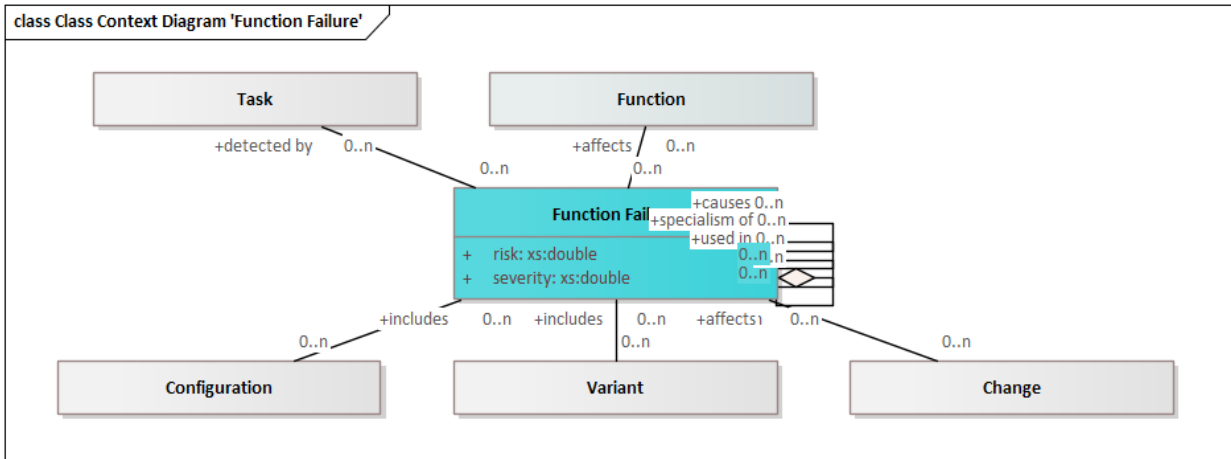 class Class Context Diagram 'Function Failure'
Task
Function
+detected by 0..n
+affects 0..n
0..n
0..n
+causes 0..n
+specialism of 0..n
Function Fail
+used in 0..n
+ risk: xs:double
0..n
..n
+ severity: xs:double
0..n
+includes 0..n
+includes 0..n
+affects 0..n
0..n
0..n
0..n
Configuration
Variant
Change